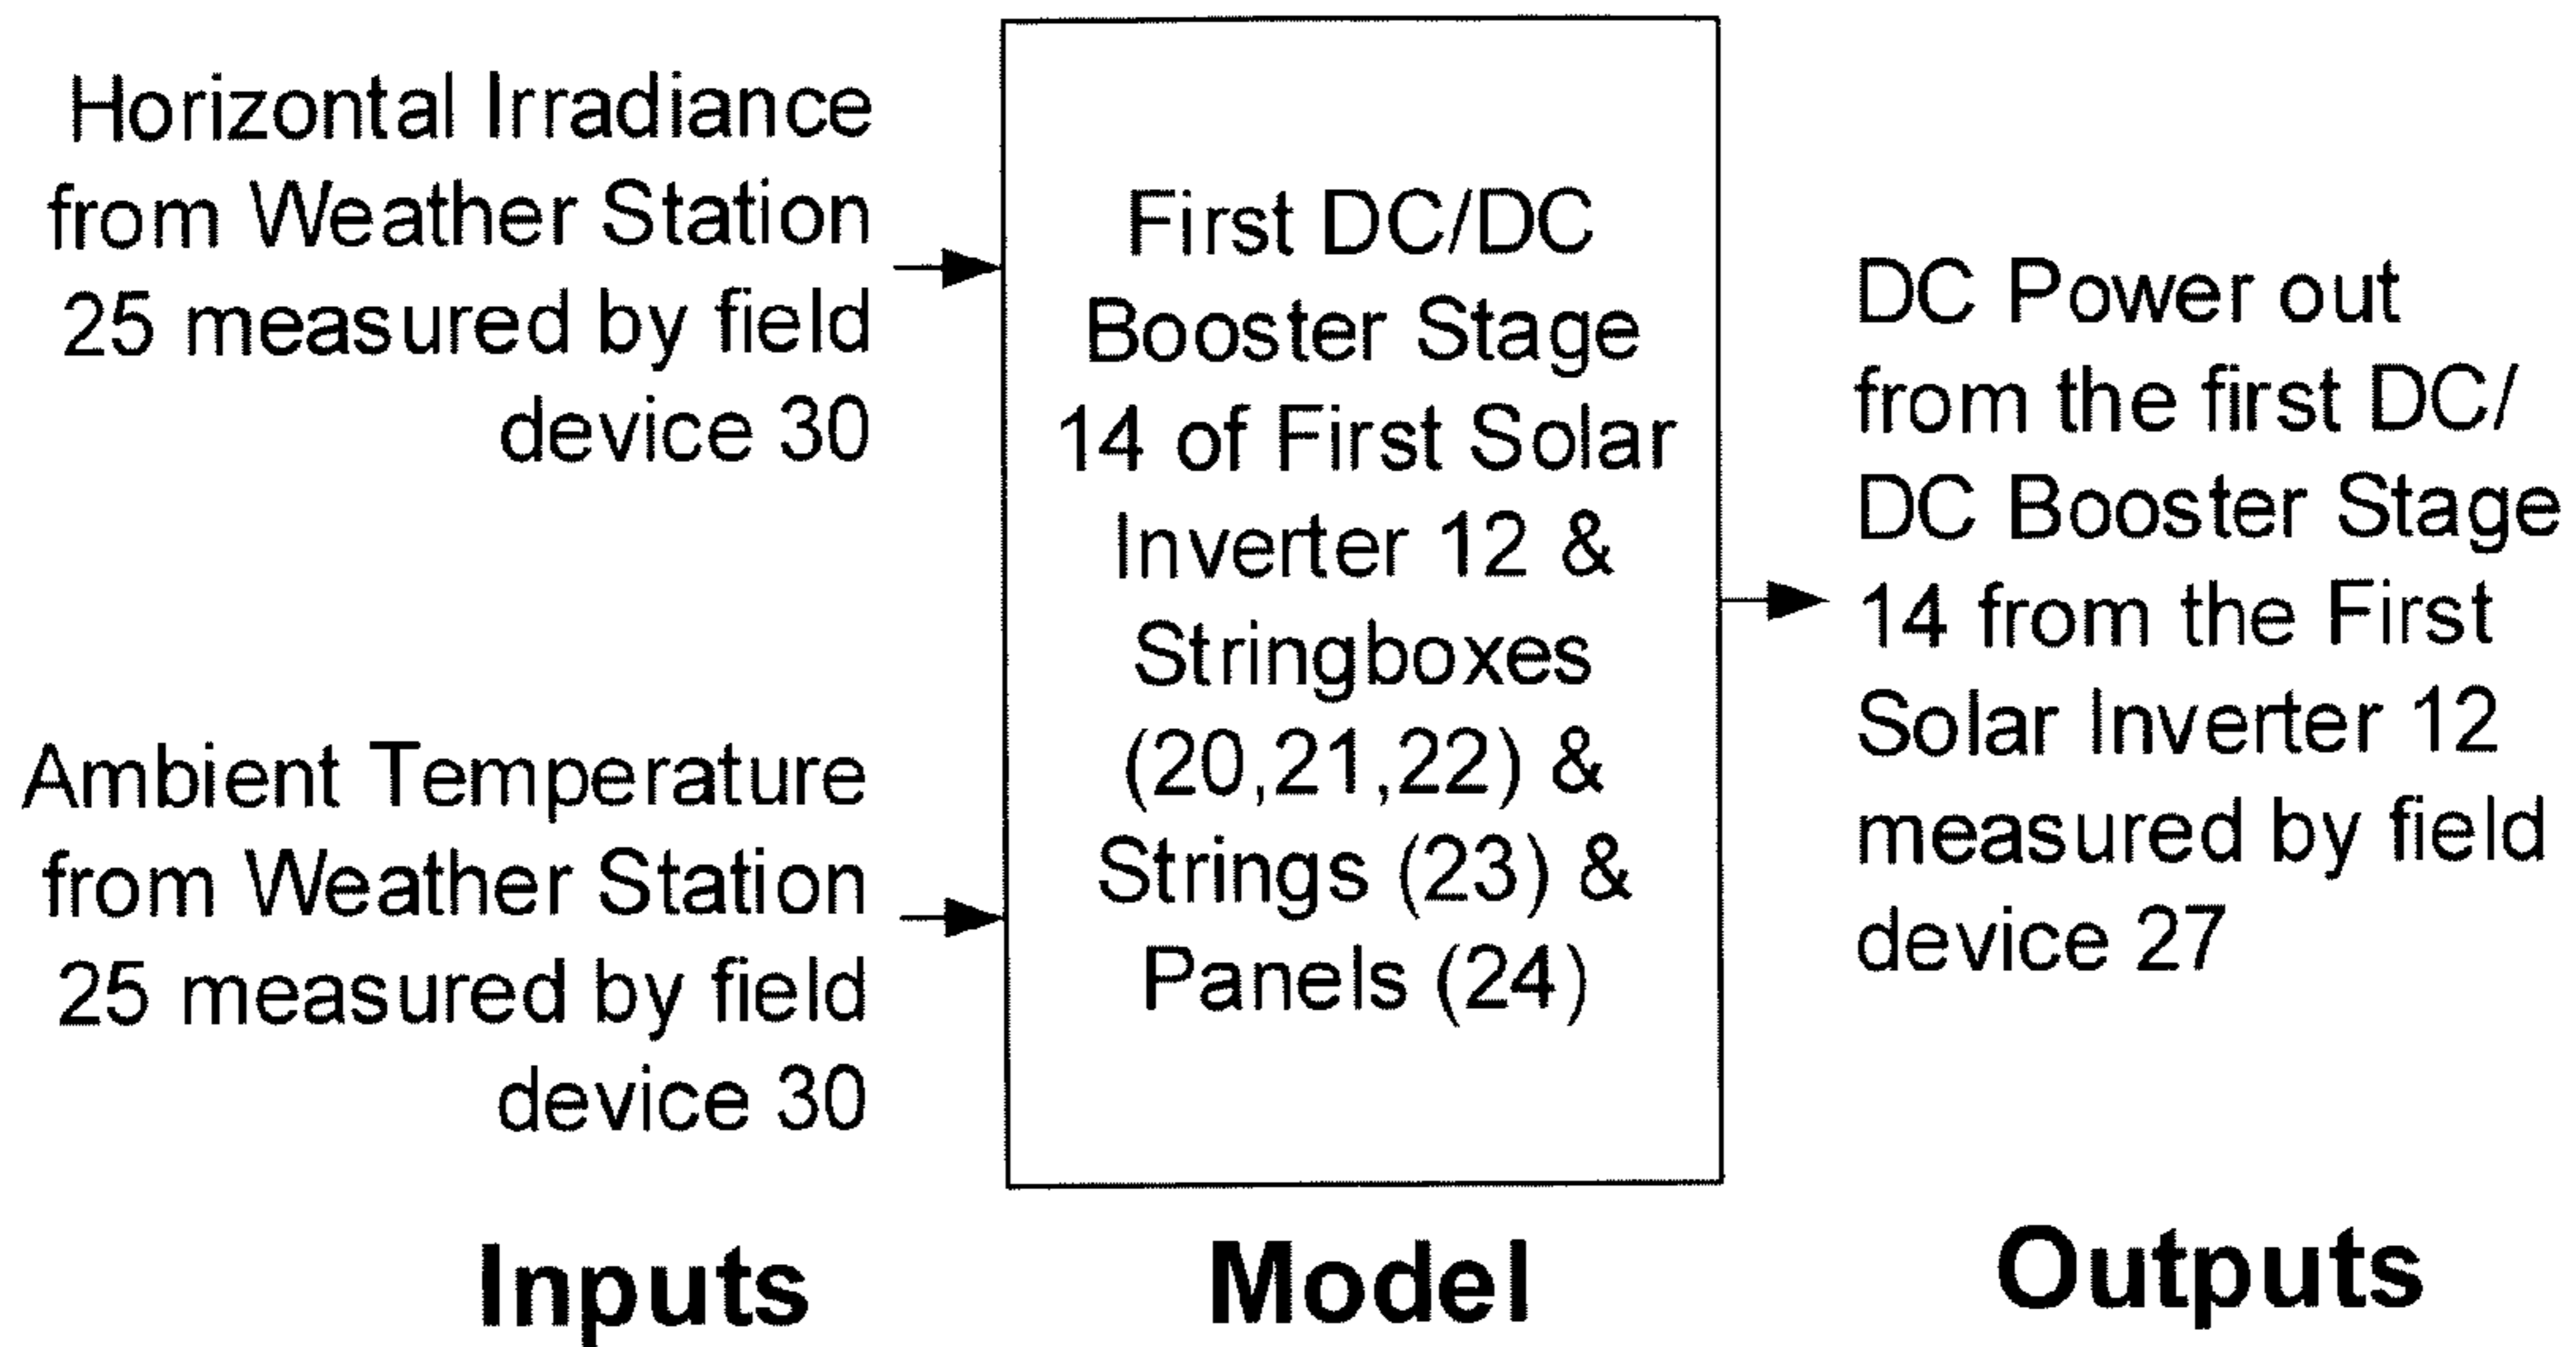 Horizontal Irradiance
from Weather Station
25 measured by field
device 30
Ambient Temperature
from Weather Station
25 measured by field
device 30
First DC/DC
Booster Stage
14 of First Solar
Inverter 12 &
Stringboxes
(20,21,22) &
Strings (23) &
Panels (24)
DC Power out
from the first DC/
DC Booster Stage
14 from the First
Solar Inverter 12
measured by field
device 27
Inputs
Model
Outputs